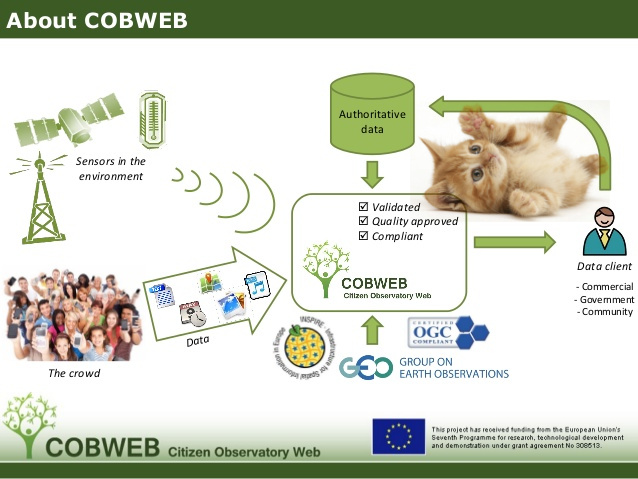 About COBWEB
Authoritative
data
Sensors in the
environment
☑ Validated
☑ Quality approved
☑ Compliant
COBWEB
Citizen Observatory Web
Data client
- Commercial
- Government
- Community
Data
The crowd
INSPIRE · Infrastructure for Spatial Information in Europe
CERTIFIED
OGC
COMPLIANT
GEO GROUP ON
EARTH OBSERVATIONS
COBWEB Citizen Observatory Web
This project has received funding from the European Union's
Seventh Programme for research, technological development
and demonstration under grant agreement No 308513.